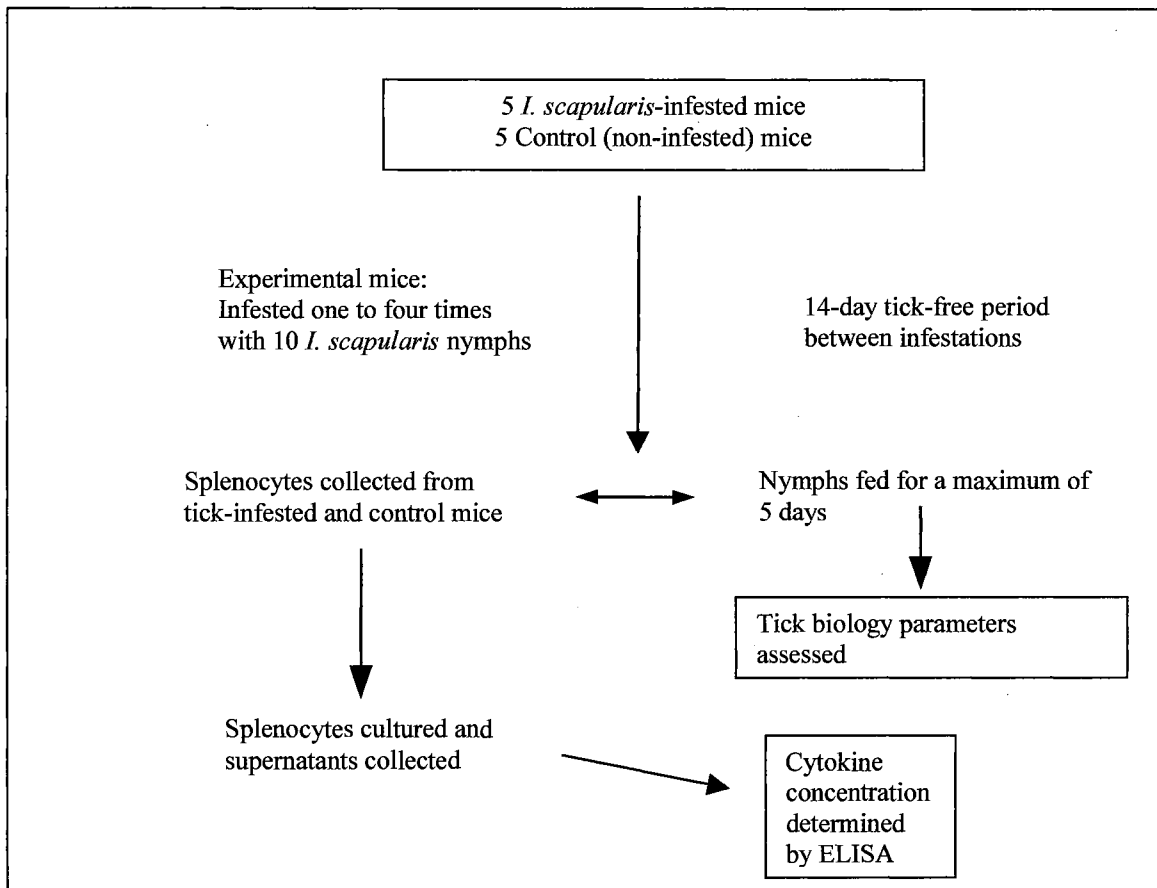 5 I. scapularis-infested mice
5 Control (non-infested) mice
Experimental mice:
Infested one to four times
with 10 I. scapularis nymphs
14-day tick-free period
between infestations
Splenocytes collected from
tick-infested and control mice
Nymphs fed for a maximum of
5 days
Tick biology parameters
assessed
Splenocytes cultured and
supernatants collected
Cytokine
concentration
determined
by ELISA